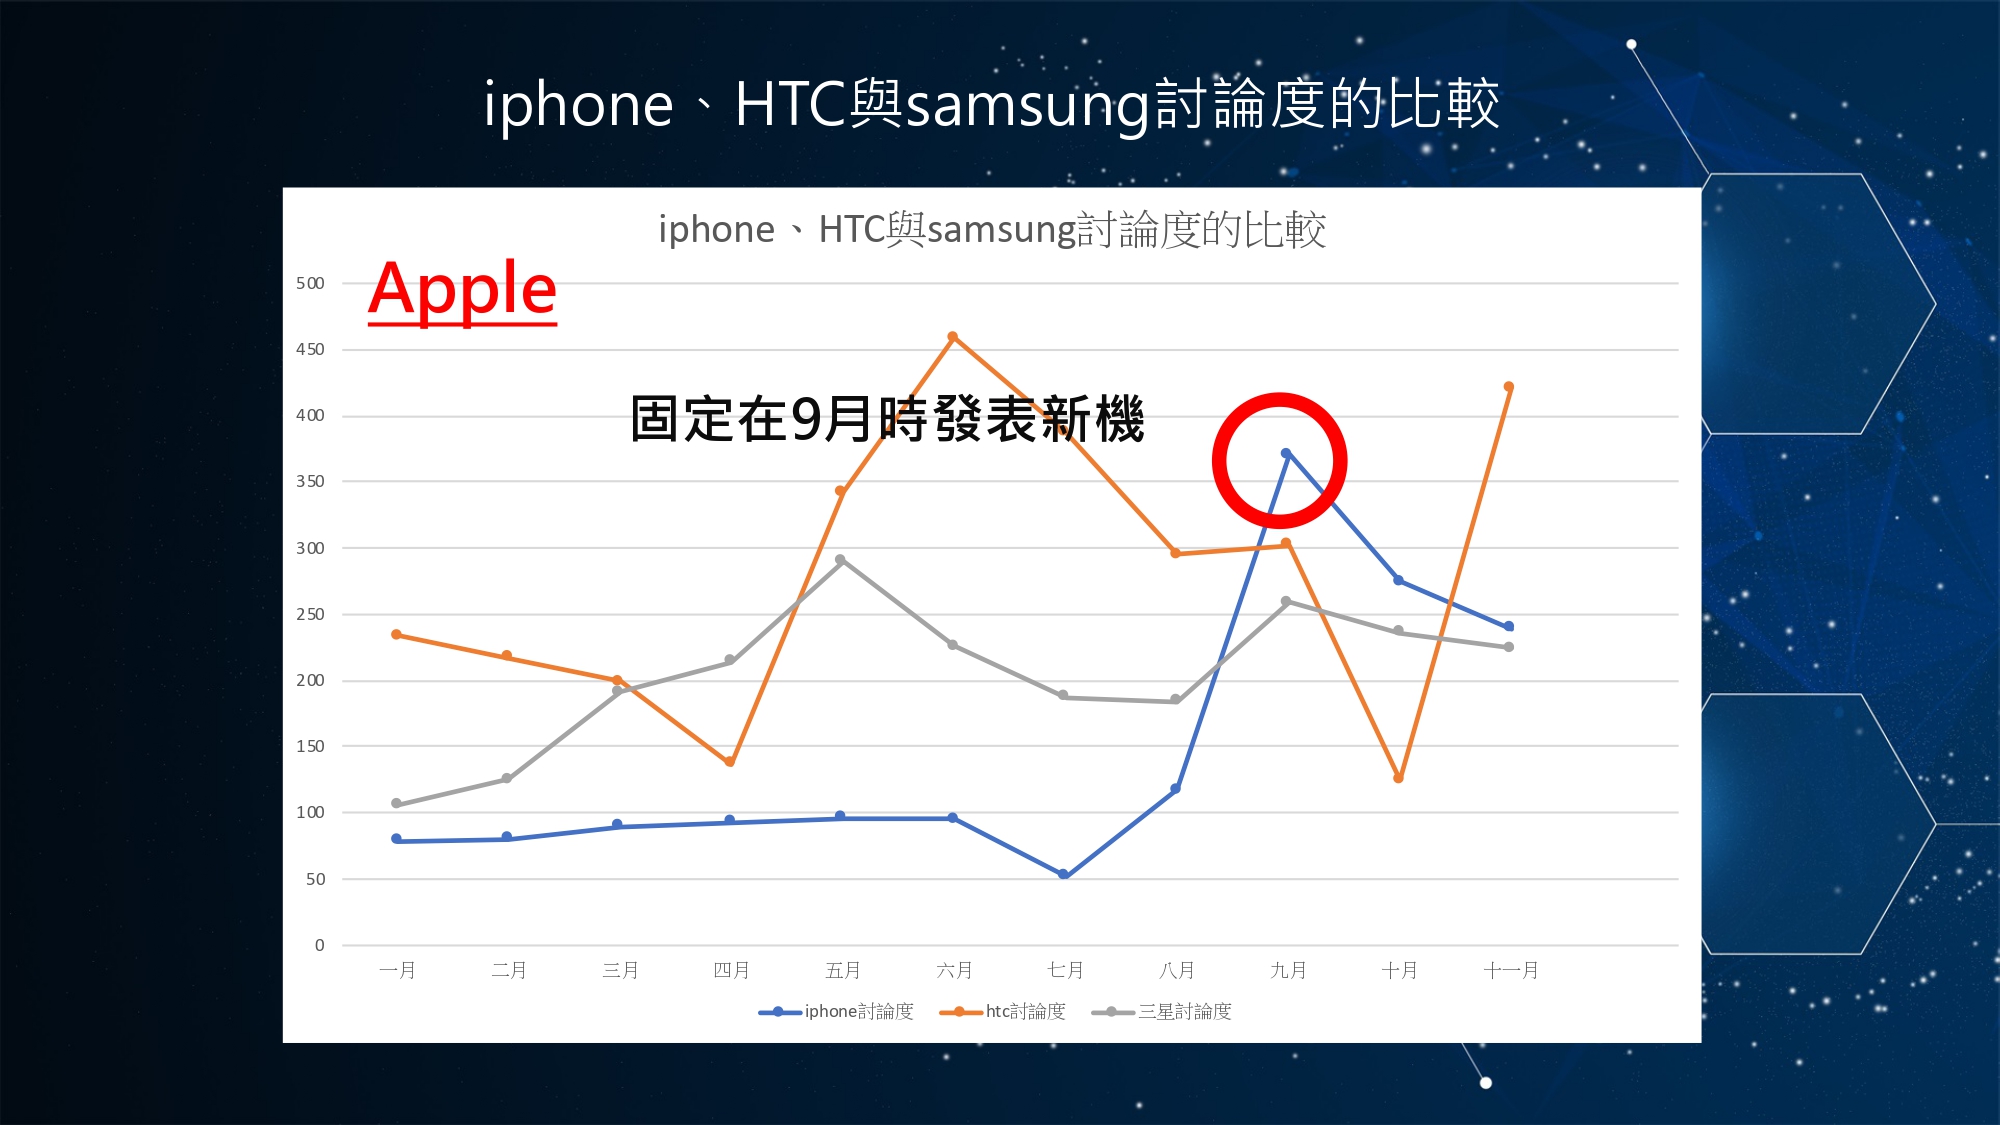 iphone、HTC與samsung討論度的比較
iphone、HTC與samsung討論度的比較
Apple
固定在9月時發表新機
500
450
400
350
300
250
200
150
100
50
0
一月 二月 三月 四月 五月 六月 七月 八月 九月 十月 十一月
iphone討論度 htc討論度 三星討論度